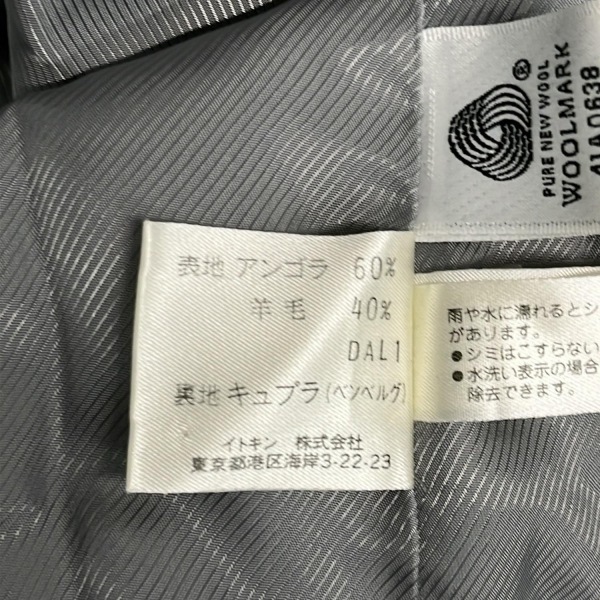 表地 アンゴラ 60%
羊毛 40%
DAL1
裏地 キュプラ(ベンベルグ)
イトキン 株式会社
東京都港区海岸3-22-23
PURE NEW WOOL
WOOLMARK
41A0638
®
雨や水に濡れるとシ
があります。
●シミはこすらない
●水洗い表示の場合
除去できます。